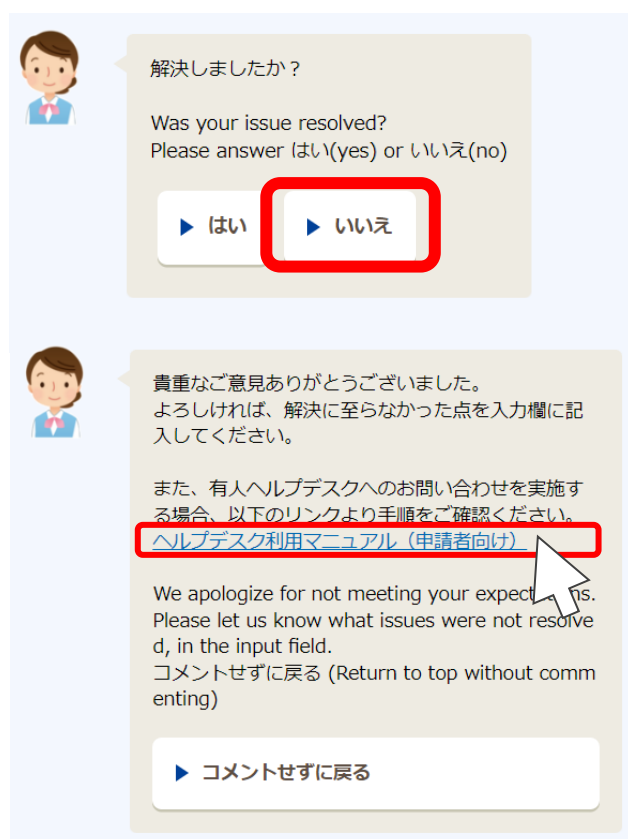 解決しましたか？
Was your issue resolved?
Please answer はい(yes) or いいえ(no)
はい
いいえ
貴重なご意見ありがとうございました。
よろしければ、解決に至らなかった点を入力欄に記
入してください。
また、有人ヘルプデスクへのお問い合わせを実施す
る場合、以下のリンクより手順をご確認ください。
ヘルプデスク利用マニュアル（申請者向け）
We apologize for not meeting your expectations.
Please let us know what issues were not resolve
d, in the input field.
コメントせずに戻る (Return to top without comm
enting)
コメントせずに戻る